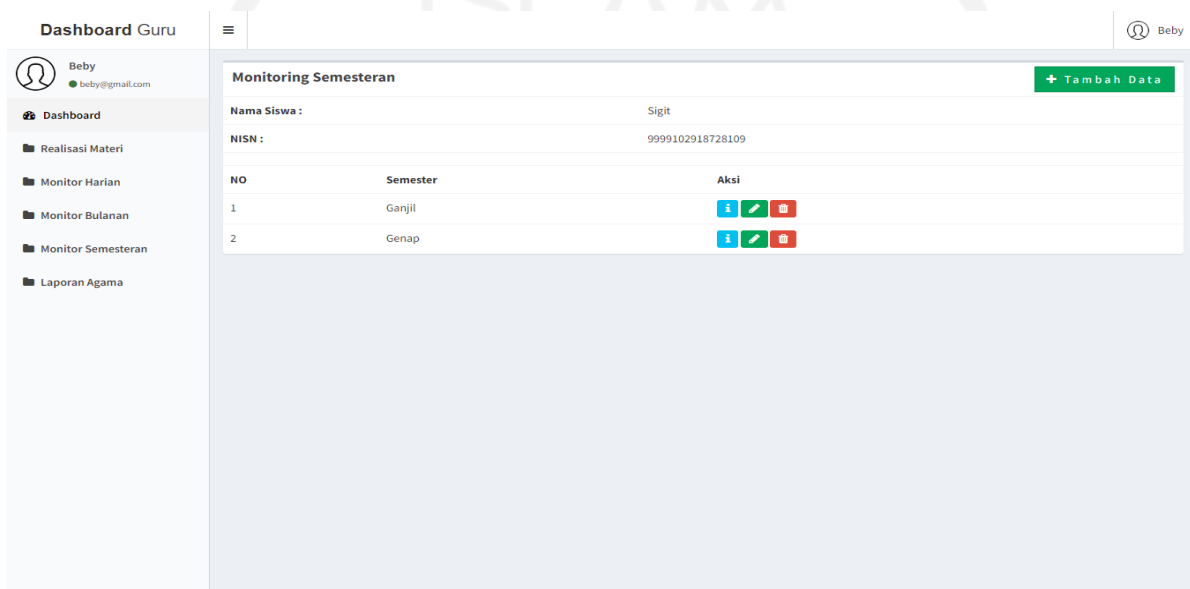 Dashboard Guru
Beby
Beby
beby@gmail.com
Dashboard
Realisasi Materi
Monitor Harian
Monitor Bulanan
Monitor Semesteran
Laporan Agama
Monitoring Semesteran
+ Tambah Data
Nama Siswa : Sigit
NISN : 9999102918728109
NO Semester Aksi
1 Ganjil
2 Genap